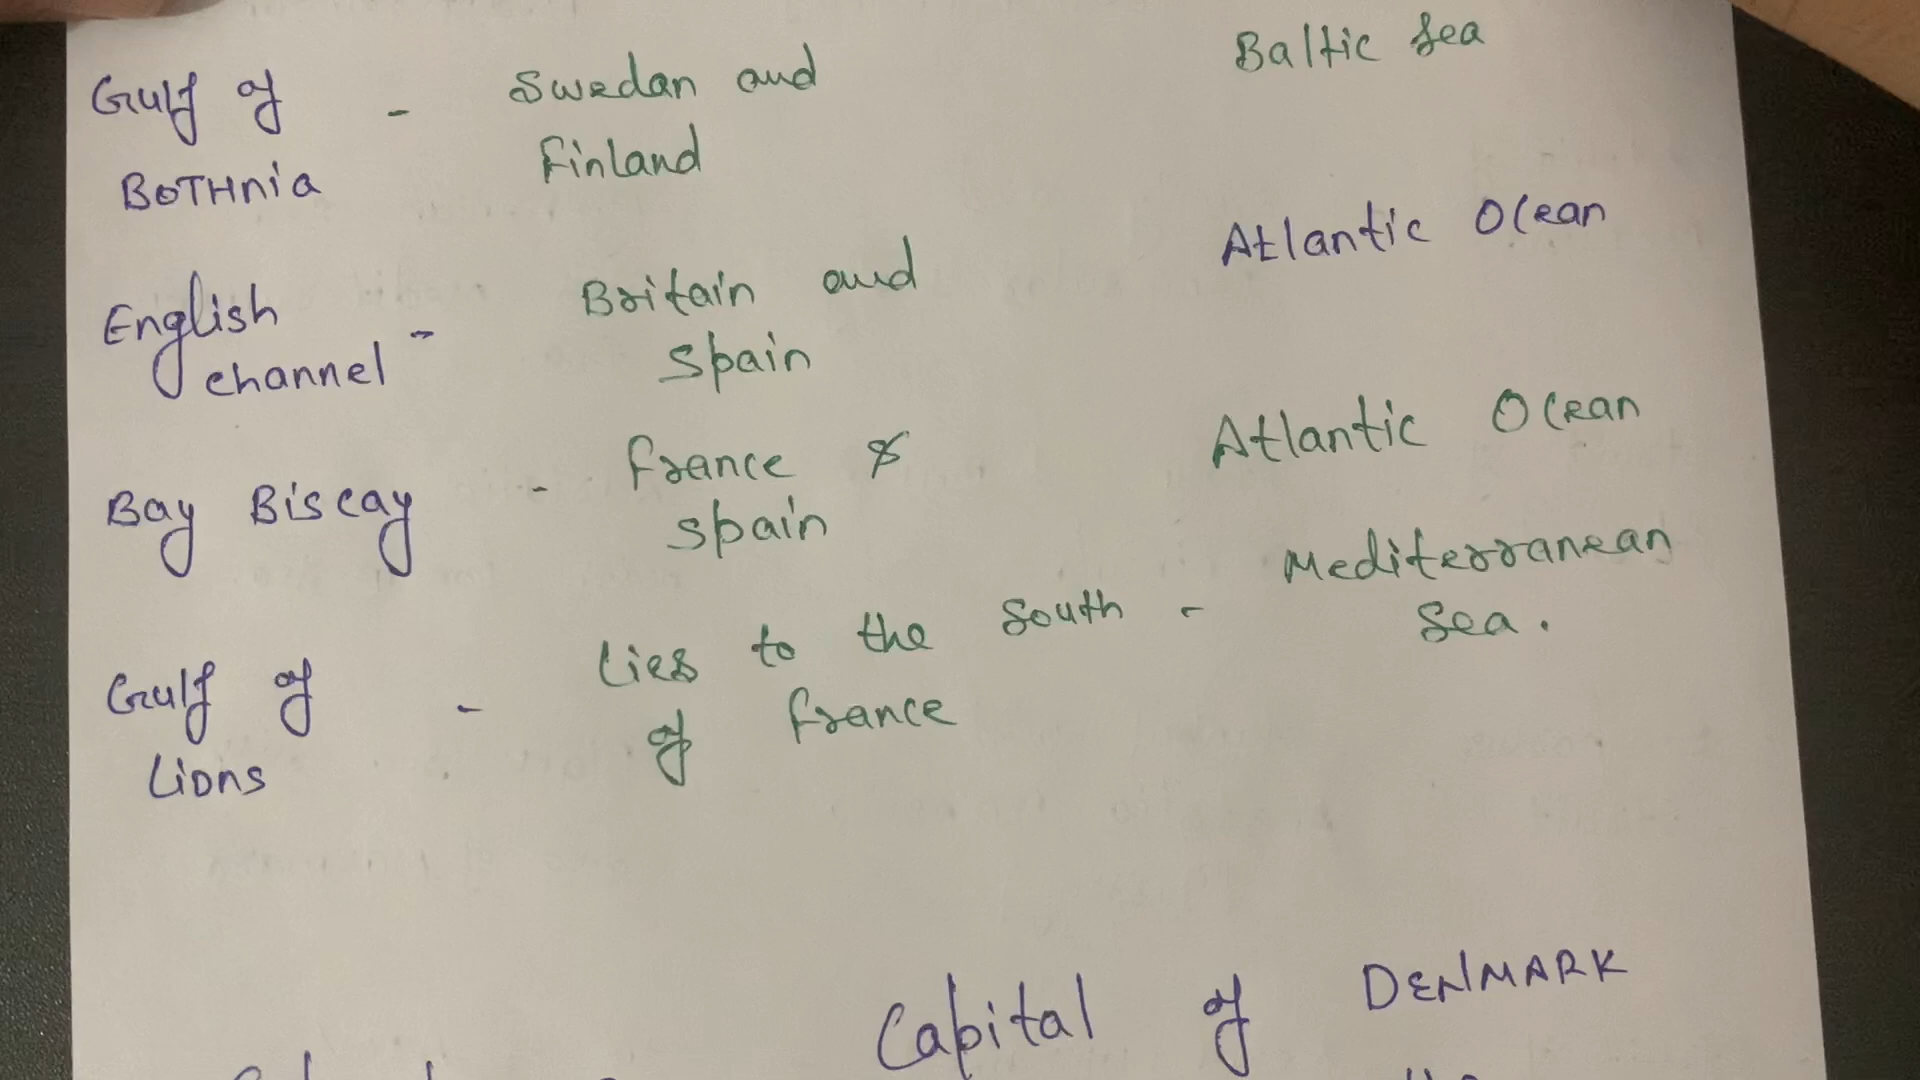 Gulf of - Swedan and Baltic Sea
BOTHnia Finland
English - Britain and Atlantic Ocean
channel Spain
Bay Biscay - France & Atlantic Ocean
Spain
Gulf of - lies to the South - Mediterranean
Lions of France Sea.
Capital of DENMARK